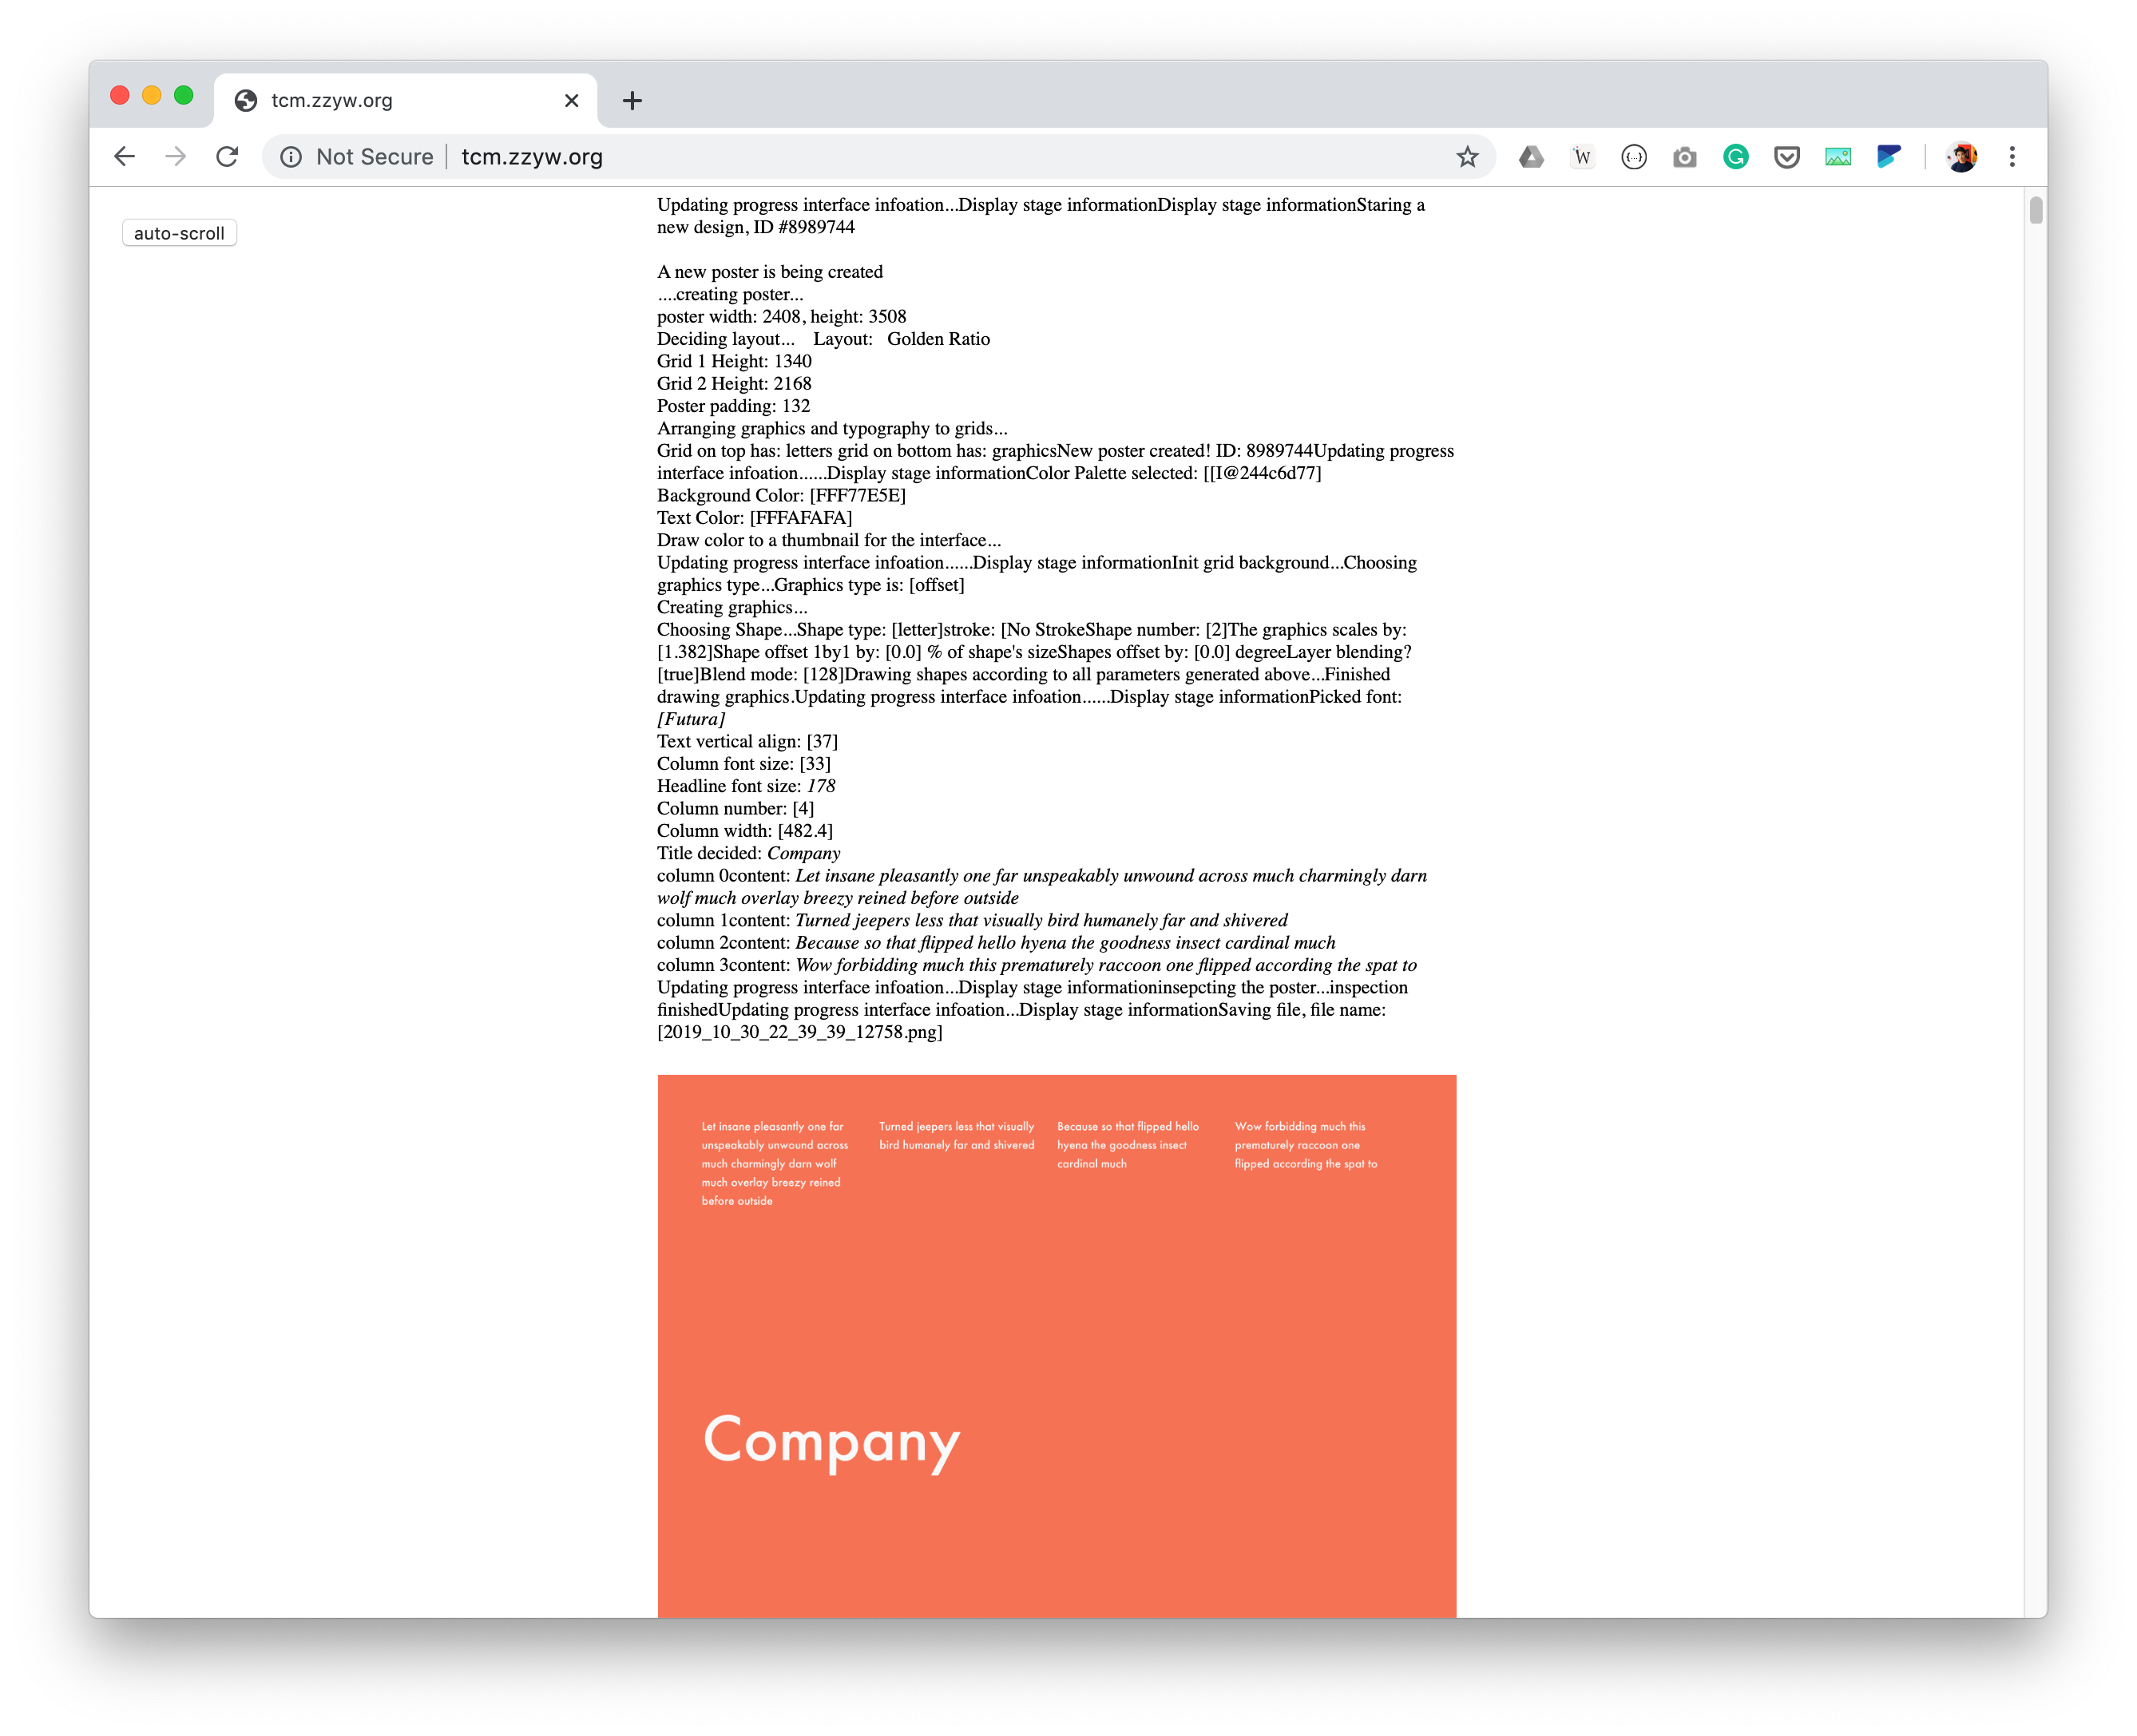 tcm.zzyw.org
Not Secure | tcm.zzyw.org
auto-scroll
Updating progress interface infoation...Display stage informationDisplay stage informationStaring a
new design, ID #8989744
A new poster is being created
....creating poster...
poster width: 2408, height: 3508
Deciding layout... Layout: Golden Ratio
Grid 1 Height: 1340
Grid 2 Height: 2168
Poster padding: 132
Arranging graphics and typography to grids...
Grid on top has: letters grid on bottom has: graphicsNew poster created! ID: 8989744Updating progress
interface infoation......Display stage informationColor Palette selected: [[I@244c6d77]
Background Color: [FFF77E5E]
Text Color: [FFFAFAFA]
Draw color to a thumbnail for the interface...
Updating progress interface infoation......Display stage informationInit grid background...Choosing
graphics type...Graphics type is: [offset]
Creating graphics...
Choosing Shape...Shape type: [letter]stroke: [No StrokeShape number: [2]The graphics scales by:
[1.382]Shape offset 1by1 by: [0.0] % of shape's sizeShapes offset by: [0.0] degreeLayer blending?
[true]Blend mode: [128]Drawing shapes according to all parameters generated above...Finished
drawing graphics.Updating progress interface infoation......Display stage informationPicked font:
[Futura]
Text vertical align: [37]
Column font size: [33]
Headline font size: 178
Column number: [4]
Column width: [482.4]
Title decided: Company
column 0content: Let insane pleasantly one far unspeakably unwound across much charmingly darn
wolf much overlay breezy reined before outside
column 1content: Turned jeepers less that visually bird humanely far and shivered
column 2content: Because so that flipped hello hyena the goodness insect cardinal much
column 3content: Wow forbidding much this prematurely raccoon one flipped according the spat to
Updating progress interface infoation...Display stage informationinsepcting the poster...inspection
finishedUpdating progress interface infoation...Display stage informationSaving file, file name:
[2019_10_30_22_39_39_12758.png]
Let insane pleasantly one far
unspeakably unwound across
much charmingly darn wolf
much overlay breezy reined
before outside
Turned jeepers less that visually
bird humanely far and shivered
Because so that flipped hello
hyena the goodness insect
cardinal much
Wow forbidding much this
prematurely raccoon one
flipped according the spat to
Company